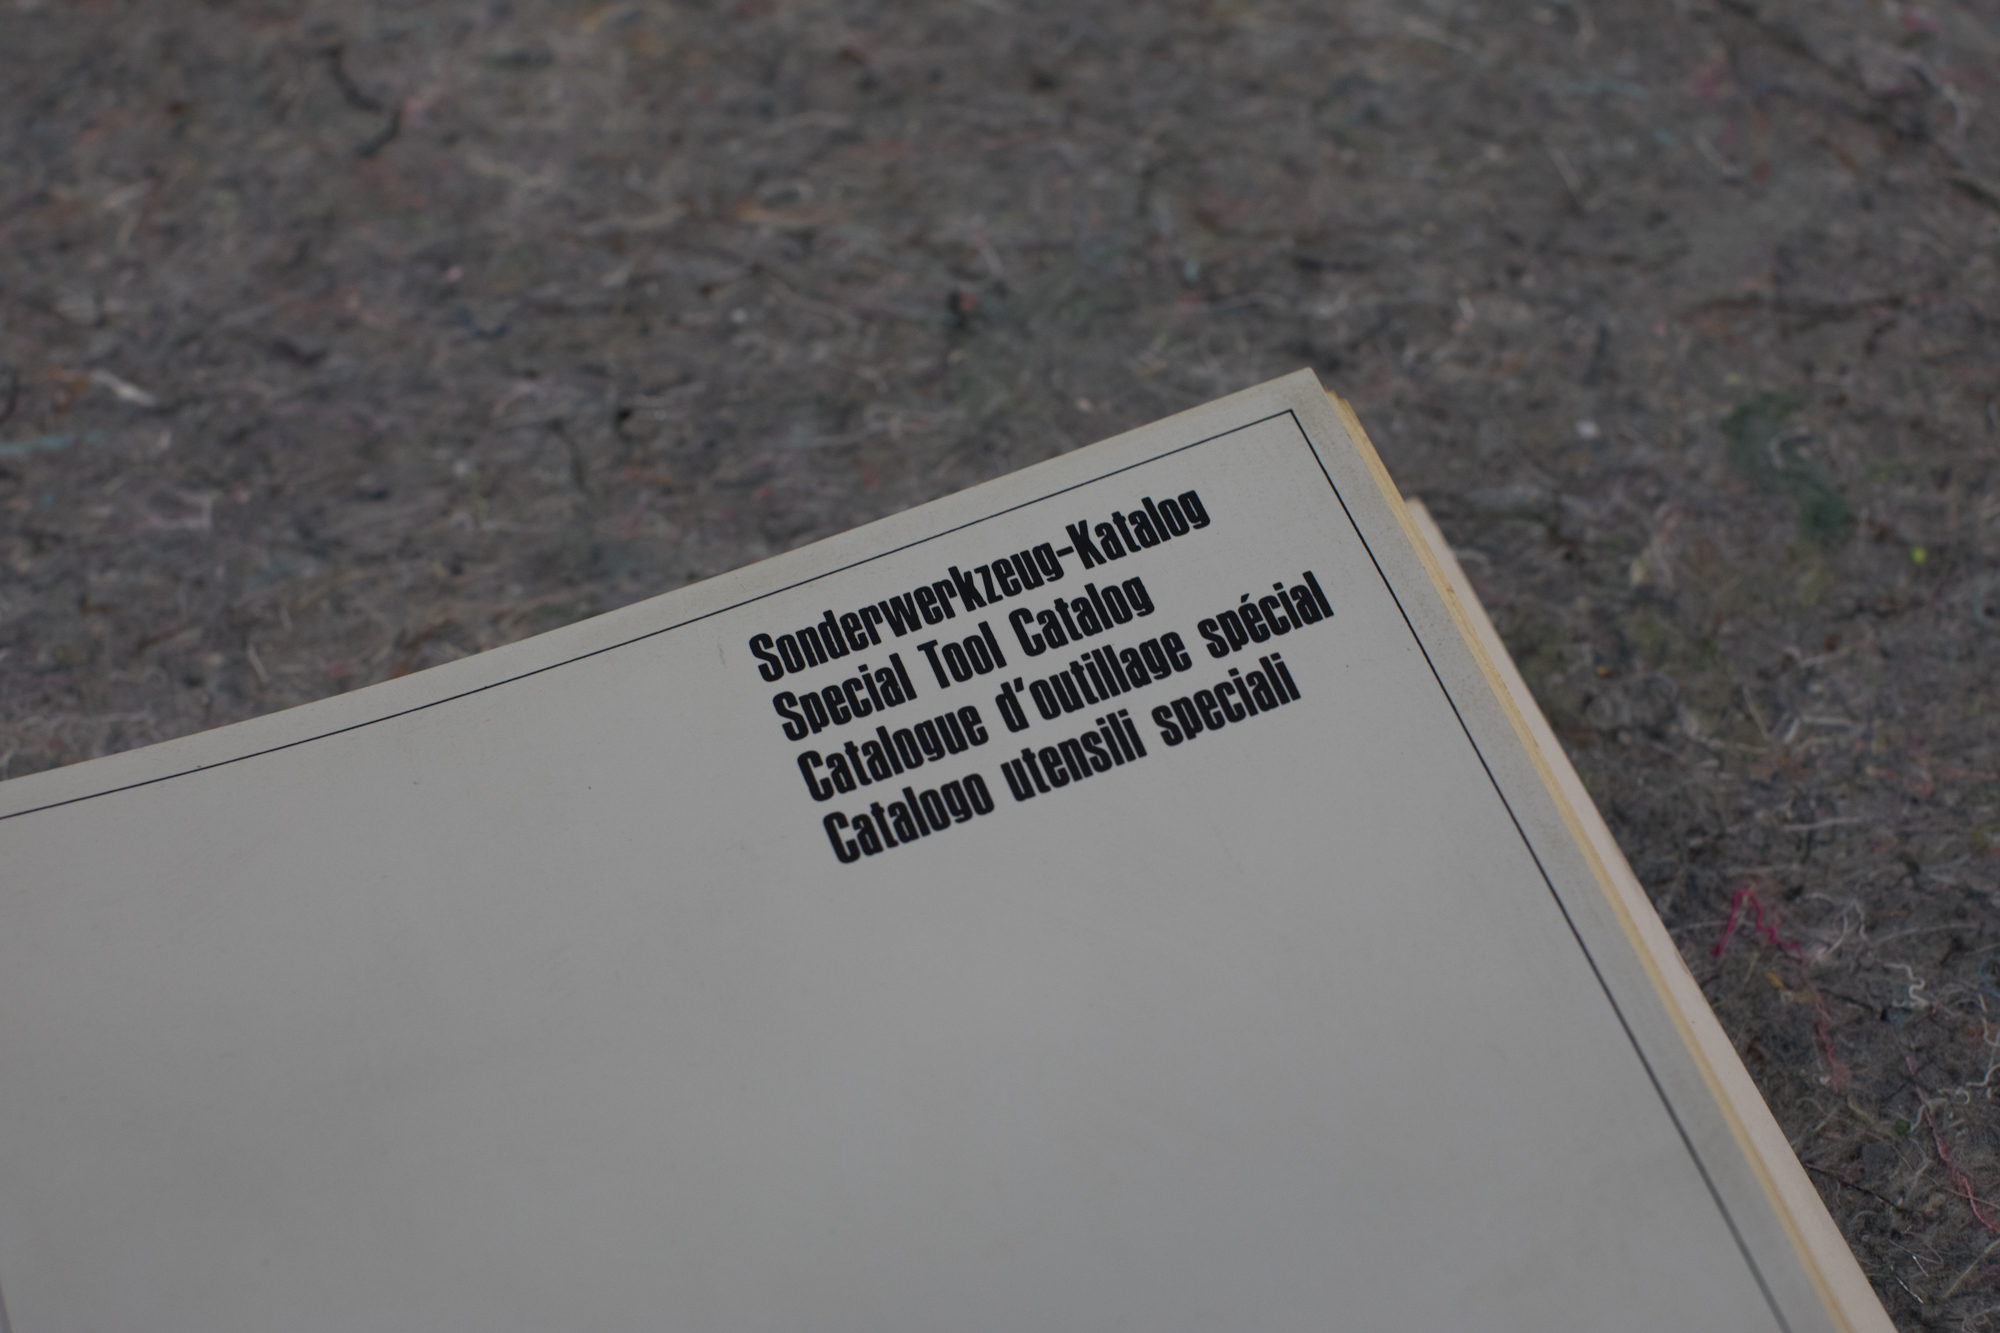 Sonderwerkzeug-Katalog
Special Tool Catalog
Catalogue d'outillage spécial
Catalogo utensili speciali